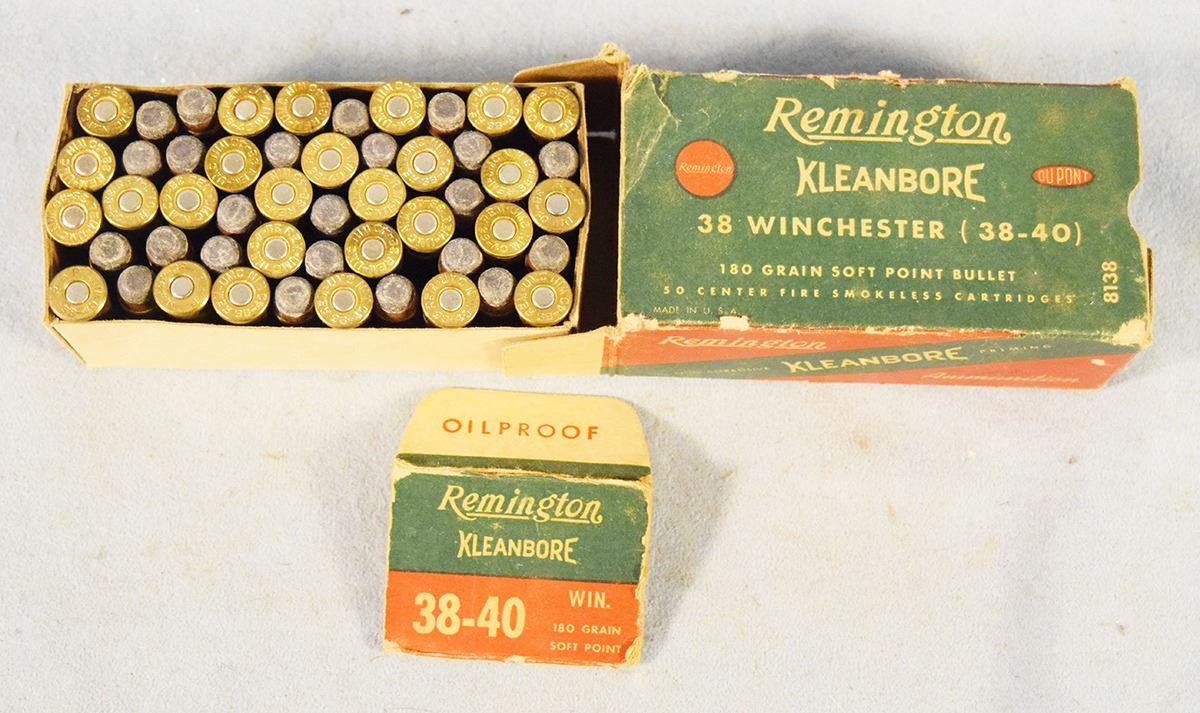 Remington
KLEANBORE
Remington
DU PONT
38 WINCHESTER (38-40)
180 GRAIN SOFT POINT BULLET
50 CENTER FIRE SMOKELESS CARTRIDGES
MADE IN U.S.A.
8138
Remington
KLEANBORE PRIMING
Ammunition
OILPROOF
Remington
KLEANBORE
38-40 WIN.
180 GRAIN
SOFT POINT